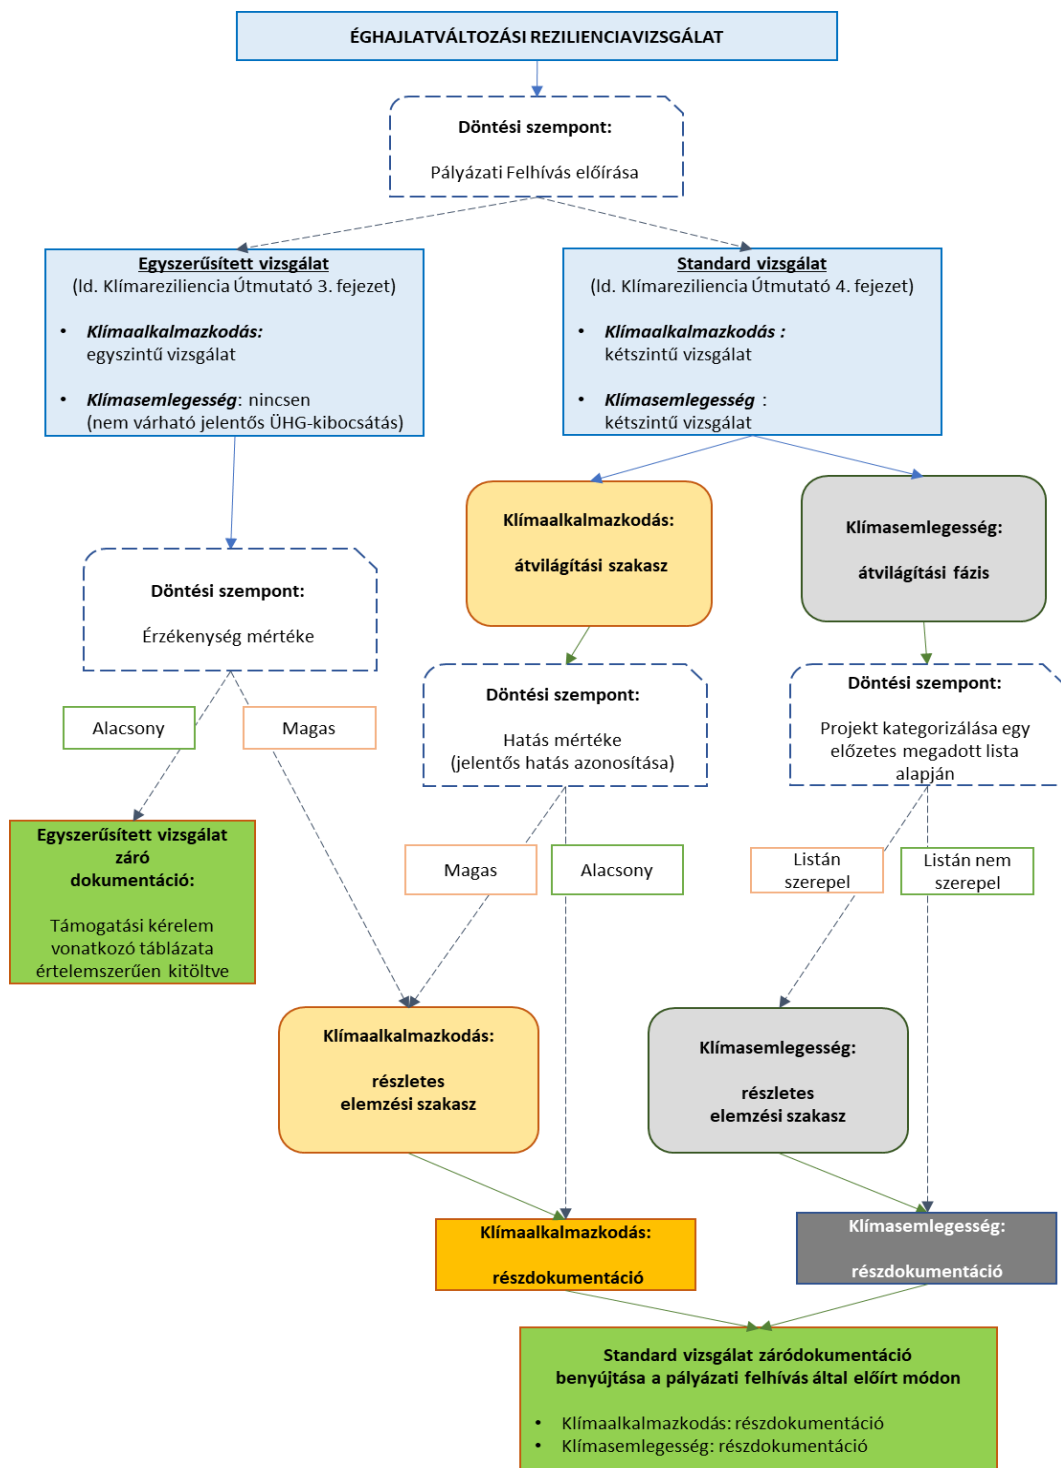 ÉGHAJLATVÁLTOZÁSI REZILIENCIAVIZSGÁLAT
Döntési szempont:
Pályázati Felhívás előírása
Egyszerűsített vizsgálat
(ld. Klímareziliencia Útmutató 3. fejezet)
• Klímaalkalmazkodás:
egyszintű vizsgálat
• Klímasemlegesség: nincsen
(nem várható jelentős ÜHG-kibocsátás)
Standard vizsgálat
(ld. Klímareziliencia Útmutató 4. fejezet)
• Klímaalkalmazkodás :
kétszintű vizsgálat
• Klímasemlegesség :
kétszintű vizsgálat
Klímaalkalmazkodás:
átvilágítási szakasz
Klímasemlegesség:
átvilágítási fázis
Döntési szempont:
Érzékenység mértéke
Döntési szempont:
Hatás mértéke
(jelentős hatás azonosítása)
Döntési szempont:
Projekt kategorizálása egy
előzetes megadott lista
alapján
Alacsony
Magas
Magas
Alacsony
Listán
szerepel
Listán nem
szerepel
Egyszerűsített vizsgálat
záró
dokumentáció:
Támogatási kérelem
vonatkozó táblázata
értelemszerűen kitöltve
Klímaalkalmazkodás:
részletes
elemzési szakasz
Klímasemlegesség:
részletes
elemzési szakasz
Klímaalkalmazkodás:
részdokumentáció
Klímasemlegesség:
részdokumentáció
Standard vizsgálat záródokumentáció
benyújtása a pályázati felhívás által előírt módon
• Klímaalkalmazkodás: részdokumentáció
• Klímasemlegesség: részdokumentáció